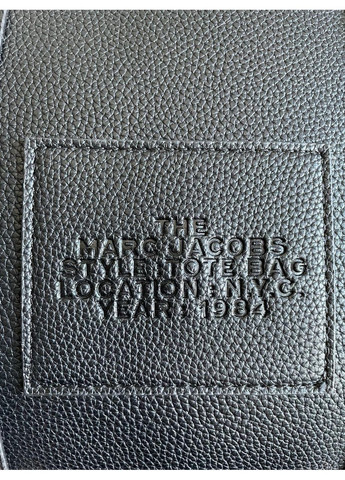 THE
MARC JACOBS
STYLE : TOTE BAG
LOCATION : N.Y.C.
YEAR : 1984